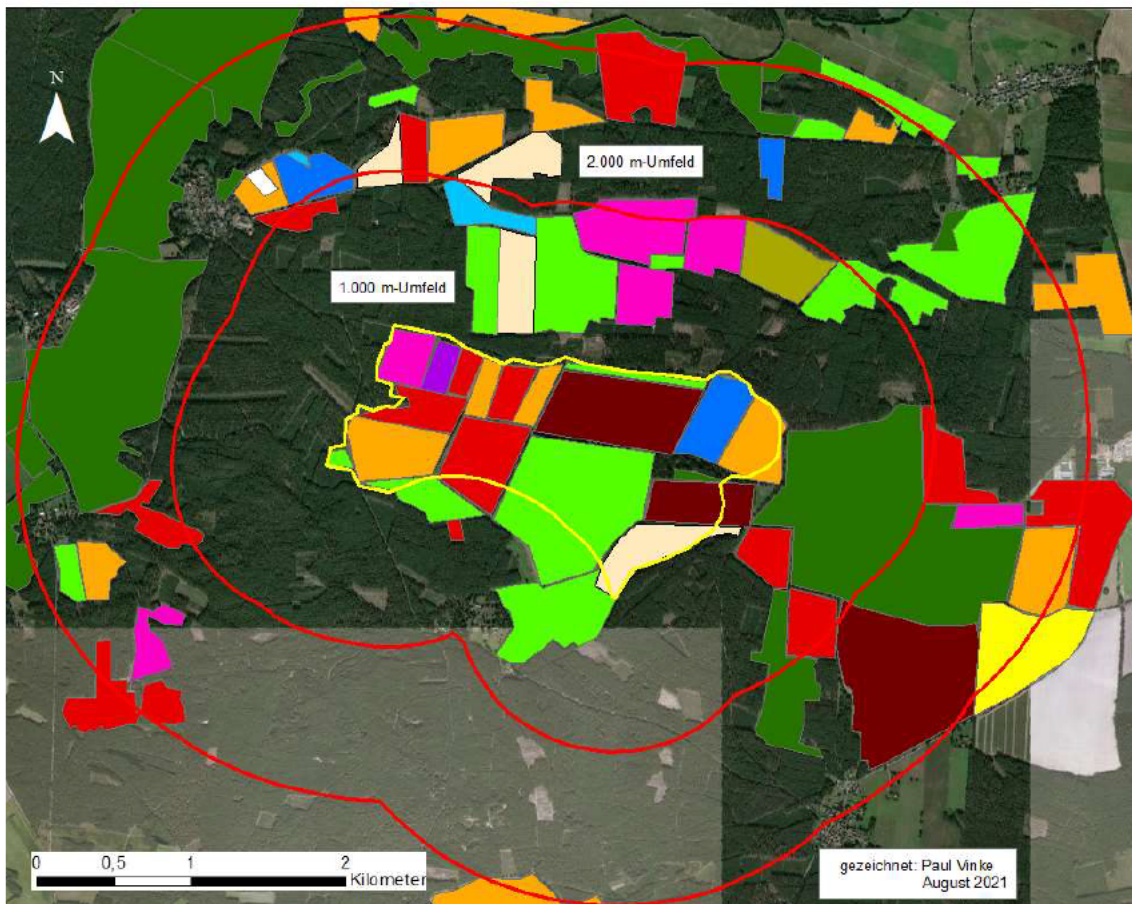 N
2.000 m-Umfeld
1.000 m-Umfeld
0 0,5 1 2
Kilometer
gezeichnet: Paul Vinke
August 2021